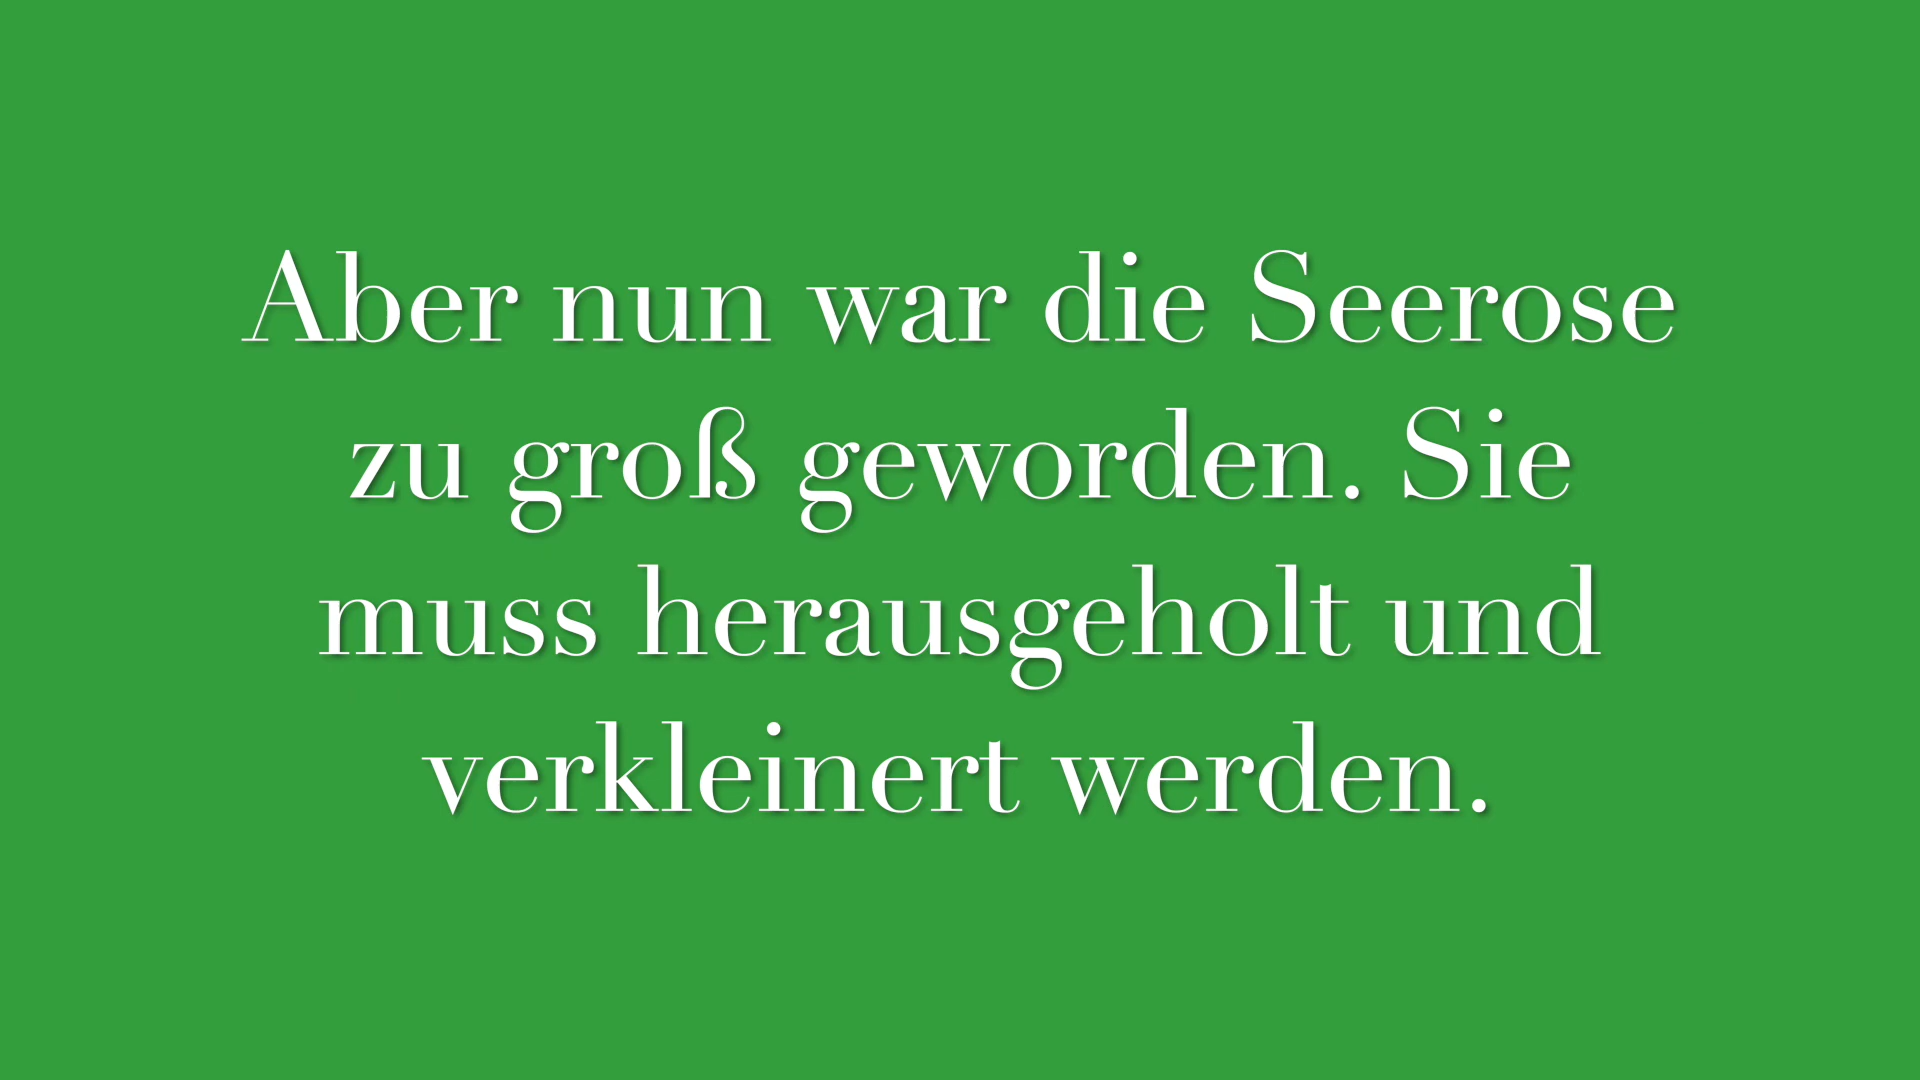 Aber nun war die Seerose
zu groß geworden. Sie
muss herausgeholt und
verkleinert werden.